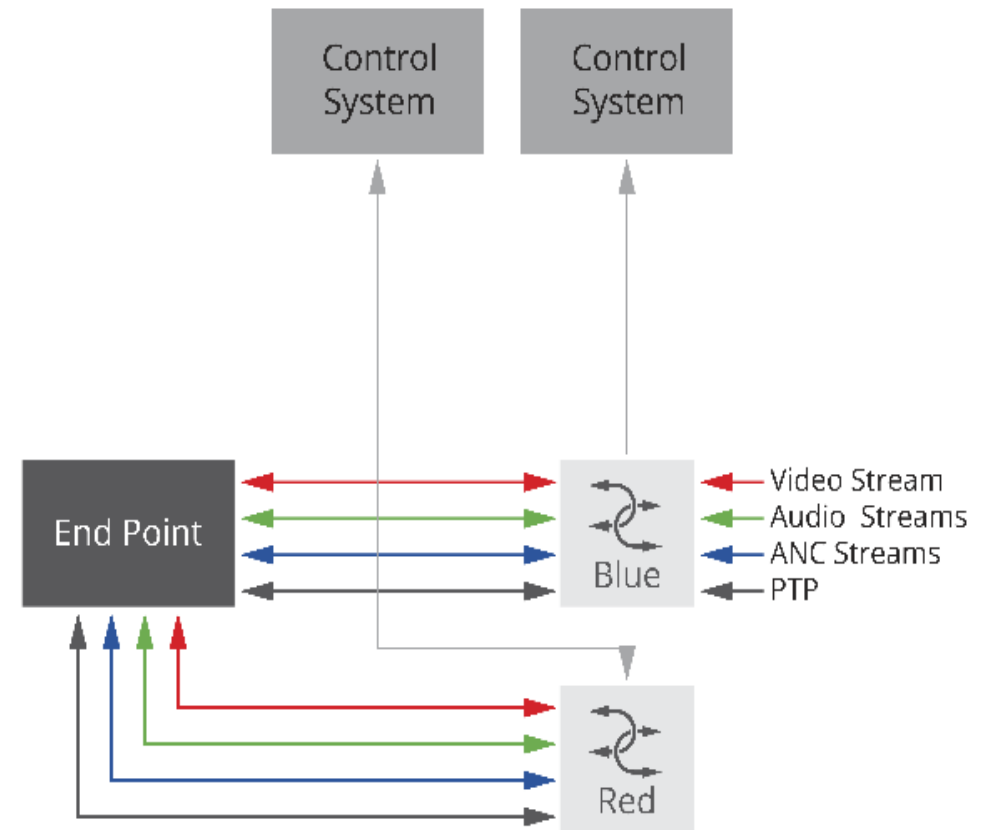 Control
System
Control
System
End Point
Blue
Video Stream
Audio Streams
ANC Streams
PTP
Red